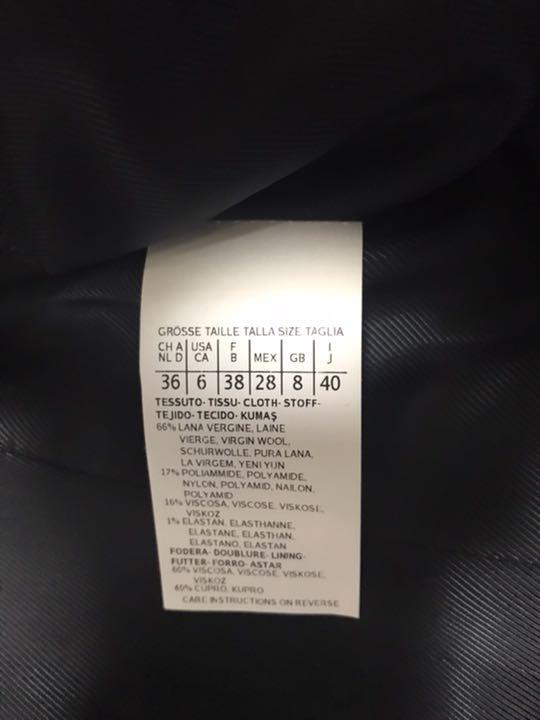 GRÖSSE TAILLE TALLA SIZE TAGLIA
CH A USA F MEX GB I
NL D CA B J
36 6 38 28 8 40
TESSUTO- TISSU- CLOTH- STOFF-
TEJIDO- TECIDO- KUMAŞ
66% LANA VERGINE, LAINE
VIERGE, VIRGIN WOOL,
SCHURWOLLE, PURA LANA,
LA VIRGEM, YENI YUN
17% POLIAMMIDE, POLYAMIDE,
NYLON, POLYAMID, NAILON,
POLYAMID
16% VISCOSA, VISCOSE, VISKOSE,
VISKOZ
1% ELASTAN, ELASTHANNE,
ELASTANE, ELASTHAN,
ELASTANO, ELASTAN
FODERA- DOUBLURE- LINING-
FUTTER- FORRO- ASTAR
60% VISCOSA, VISCOSE, VISKOSE,
VISKOZ
40% CUPRO, KUPRO
CARE INSTRUCTIONS ON REVERSE